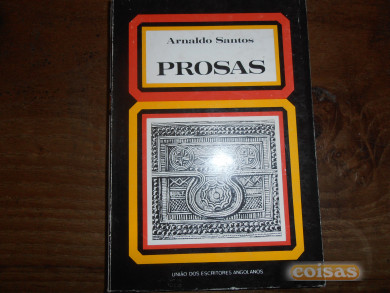 Arnaldo Santos
PROSAS
UNIÃO DOS ESCRITORES ANGOLANOS
coisas